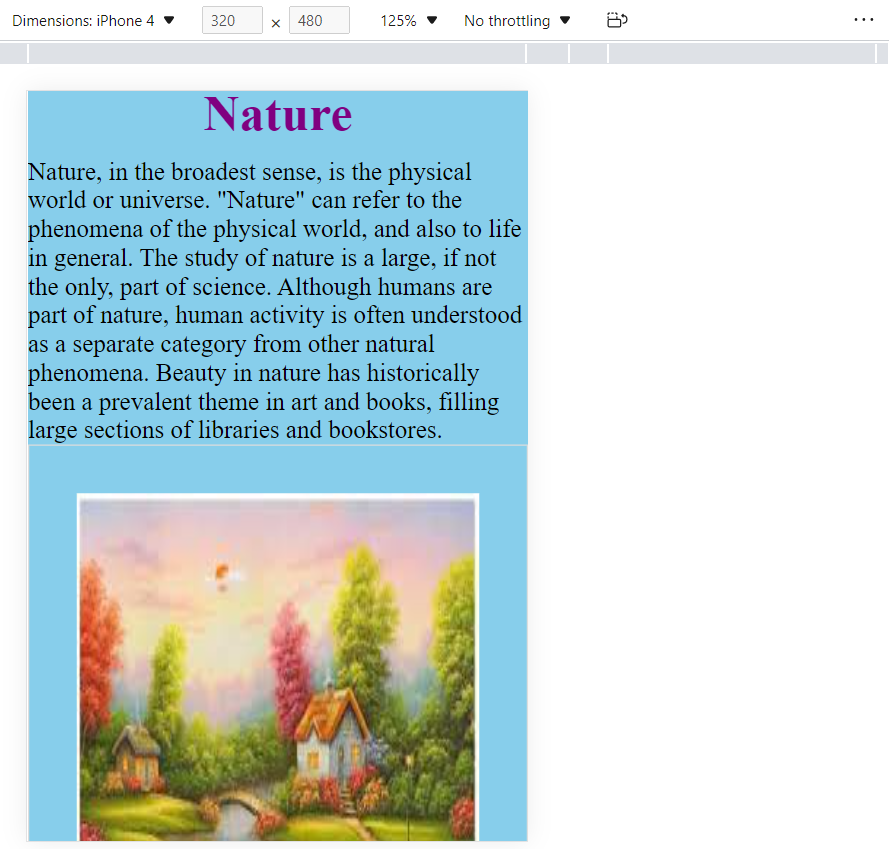 Dimensions: iPhone 4 ▼ 320 × 480 125% ▼ No throttling ▼ ···
Nature
Nature, in the broadest sense, is the physical
world or universe. "Nature" can refer to the
phenomena of the physical world, and also to life
in general. The study of nature is a large, if not
the only, part of science. Although humans are
part of nature, human activity is often understood
as a separate category from other natural
phenomena. Beauty in nature has historically
been a prevalent theme in art and books, filling
large sections of libraries and bookstores.